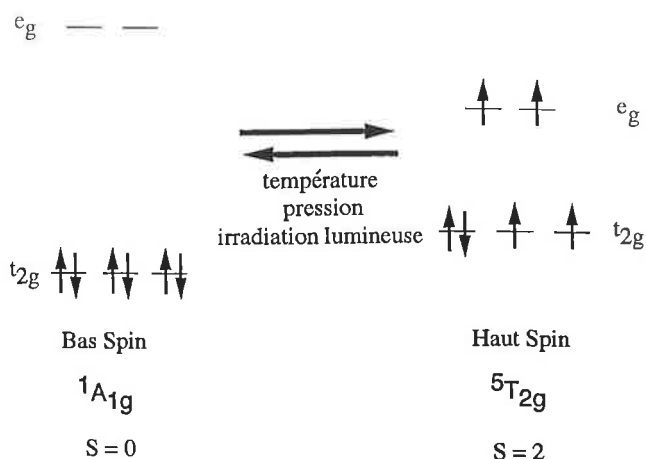 e_g
e_g
température
pression
irradiation lumineuse
t_2g
t_2g
Bas Spin
Haut Spin
¹A_1g
⁵T_2g
S = 0
S = 2